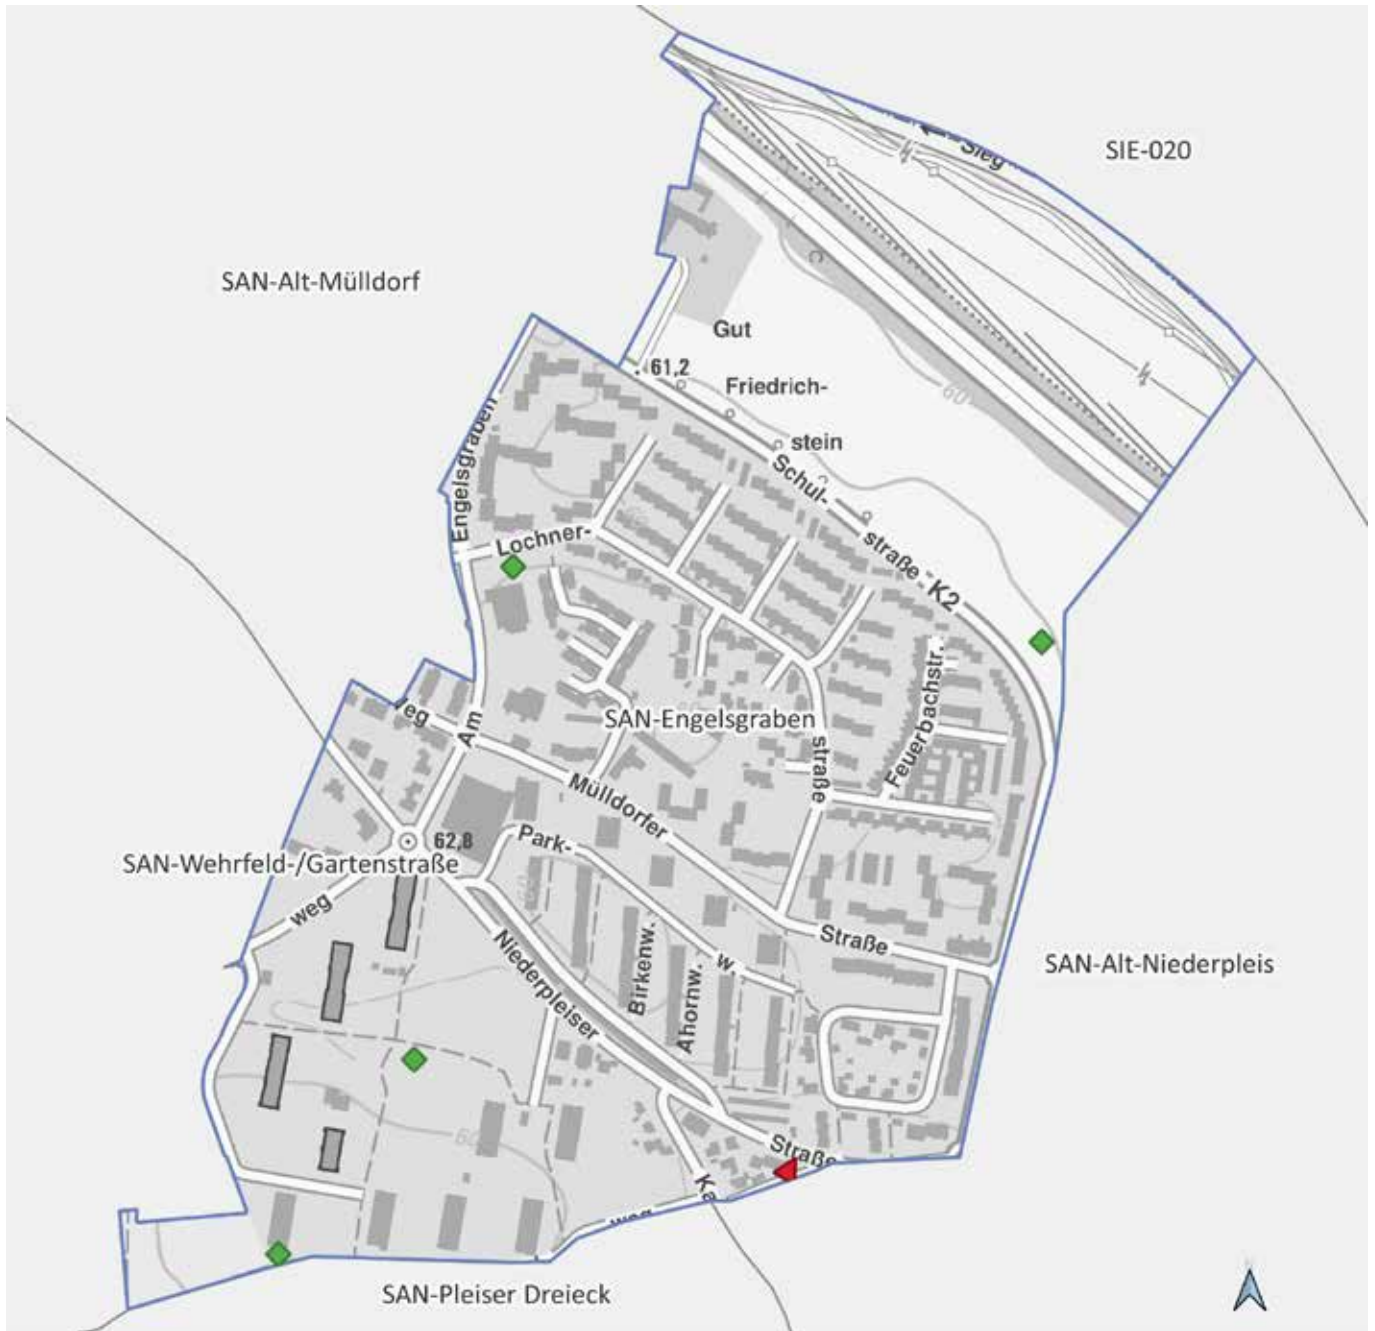 SIE-020
Sieg
SAN-Alt-Mülldorf
Gut
61,2
Friedrich-
stein
Engelsgraben
Schul-
Lochner-
straße
K2
Feuerbachstr.
SAN-Engelsgraben
Am
straße
Mülldorfer
Park-
62,8
SAN-Wehrfeld-/Gartenstraße
weg
Straße
w.
Birkenw.
Niederpleiser
Ahornw.
SAN-Alt-Niederpleis
60
60
Straße
Ka
weg
SAN-Pleiser Dreieck